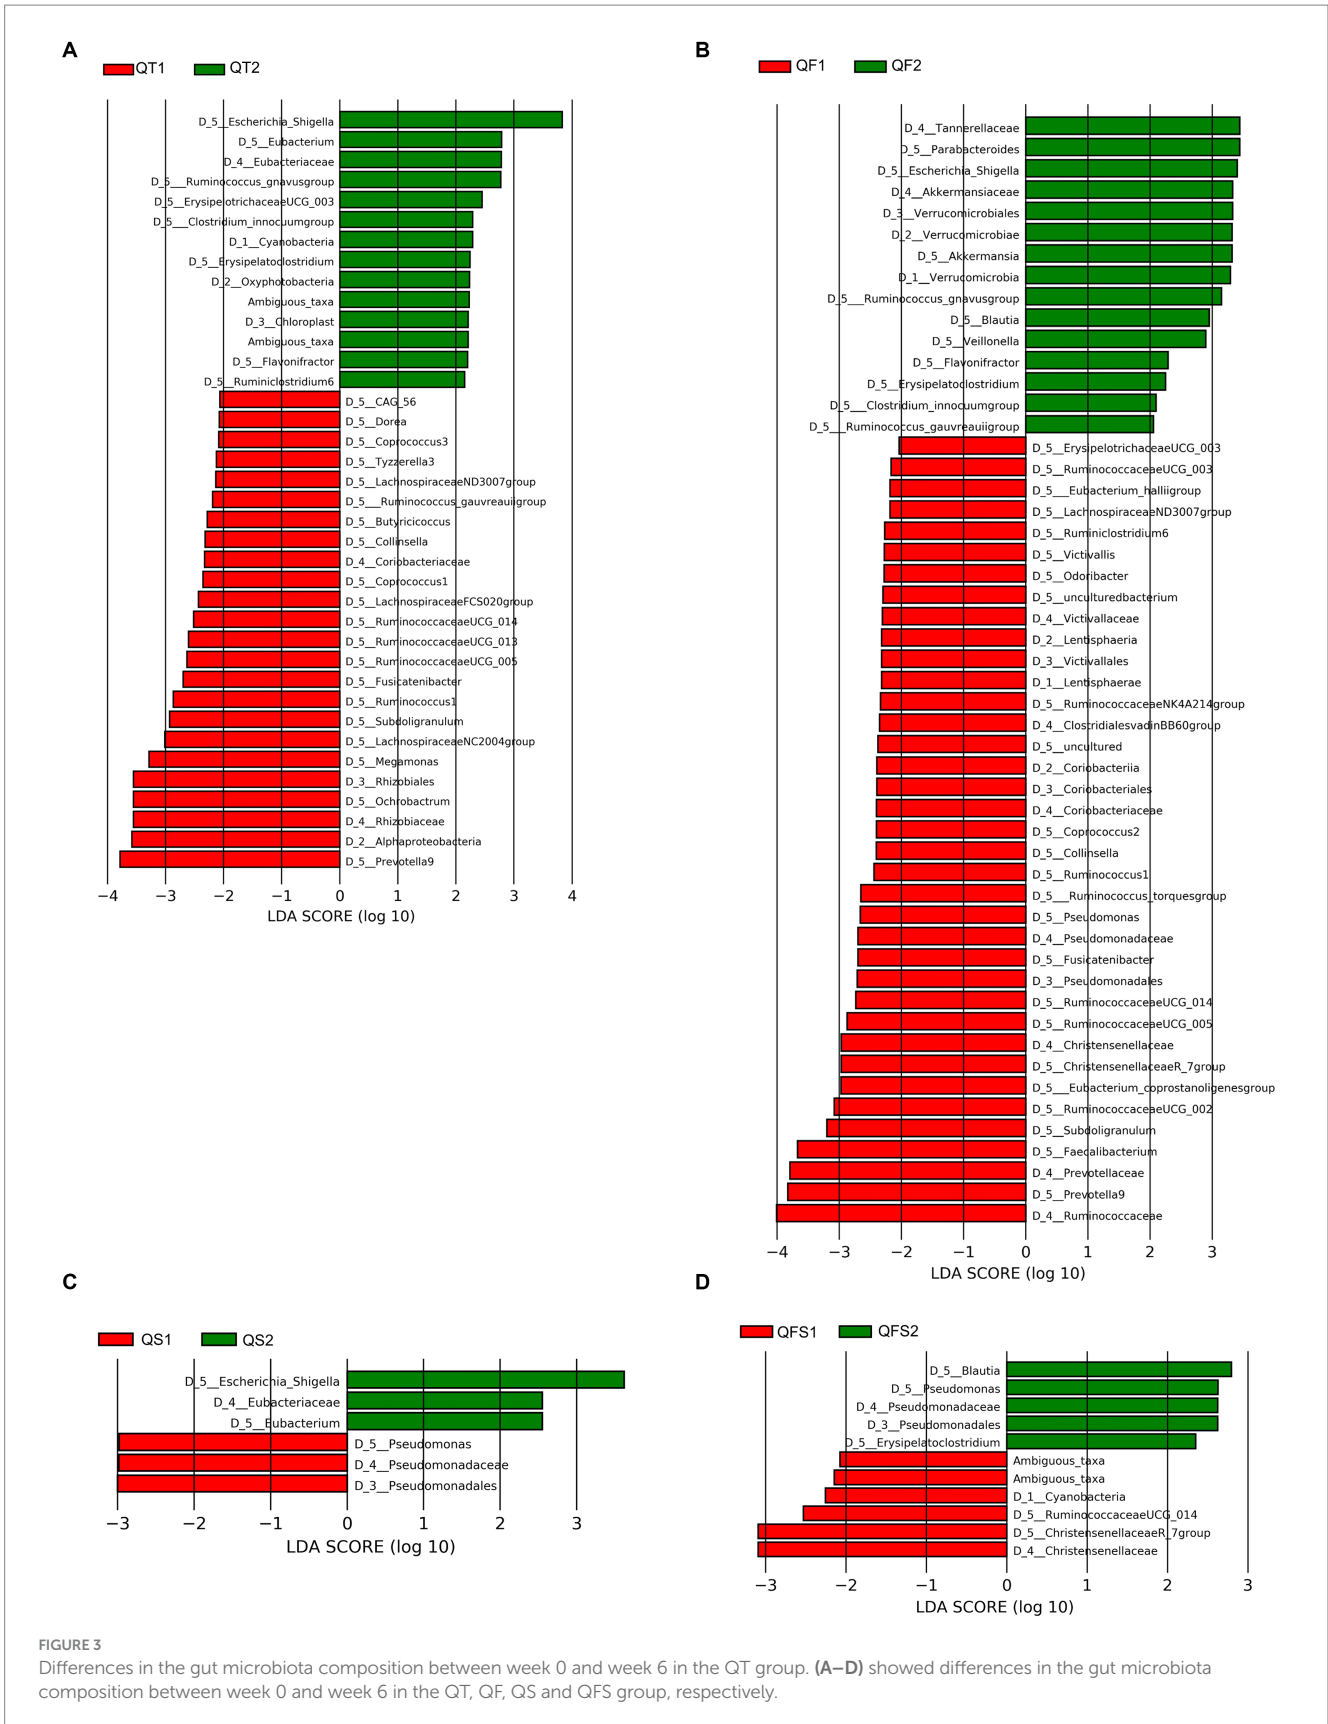 A
QT1 QT2
D_5__Escherichia_Shigella
D_5__Eubacterium
D_4__Eubacteriaceae
D_5___Ruminococcus_gnavusgroup
D_5__ErysipelotrichaceaeUCG_003
D_5___Clostridium_innocuumgroup
D_1__Cyanobacteria
D_5__Erysipelatoclostridium
D_2__Oxyphotobacteria
Ambiguous_taxa
D_3__Chloroplast
Ambiguous_taxa
D_5__Flavonifractor
D_5__Ruminiclostridium6
D_5__CAG_56
D_5__Dorea
D_5__Coprococcus3
D_5__Tyzzerella3
D_5__LachnospiraceaeND3007group
D_5___Ruminococcus_gauvreauiigroup
D_5__Butyricicoccus
D_5__Collinsella
D_4__Coriobacteriaceae
D_5__Coprococcus1
D_5__LachnospiraceaeFCS020group
D_5__RuminococcaceaeUCG_014
D_5__RuminococcaceaeUCG_013
D_5__RuminococcaceaeUCG_005
D_5__Fusicatenibacter
D_5__Ruminococcus1
D_5__Subdoligranulum
D_5__LachnospiraceaeNC2004group
D_5__Megamonas
D_3__Rhizobiales
D_5__Ochrobactrum
D_4__Rhizobiaceae
D_2__Alphaproteobacteria
D_5__Prevotella9
−4 −3 −2 −1 0 1 2 3 4
LDA SCORE (log 10)
B
QF1 QF2
D_4__Tannerellaceae
D_5__Parabacteroides
D_5__Escherichia_Shigella
D_4__Akkermansiaceae
D_3__Verrucomicrobiales
D_2__Verrucomicrobiae
D_5__Akkermansia
D_1__Verrucomicrobia
D_5___Ruminococcus_gnavusgroup
D_5__Blautia
D_5__Veillonella
D_5__Flavonifractor
D_5__Erysipelatoclostridium
D_5___Clostridium_innocuumgroup
D_5___Ruminococcus_gauvreauiigroup
D_5__ErysipelotrichaceaeUCG_003
D_5__RuminococcaceaeUCG_003
D_5___Eubacterium_halliigroup
D_5__LachnospiraceaeND3007group
D_5__Ruminiclostridium6
D_5__Victivallis
D_5__Odoribacter
D_5__unculturedbacterium
D_4__Victivallaceae
D_2__Lentisphaeria
D_3__Victivallales
D_1__Lentisphaerae
D_5__RuminococcaceaeNK4A214group
D_4__ClostridialesvadinBB60group
D_5__uncultured
D_2__Coriobacteriia
D_3__Coriobacteriales
D_4__Coriobacteriaceae
D_5__Coprococcus2
D_5__Collinsella
D_5__Ruminococcus1
D_5___Ruminococcus_torquesgroup
D_5__Pseudomonas
D_4__Pseudomonadaceae
D_5__Fusicatenibacter
D_3__Pseudomonadales
D_5__RuminococcaceaeUCG_014
D_5__RuminococcaceaeUCG_005
D_4__Christensenellaceae
D_5__ChristensenellaceaeR_7group
D_5___Eubacterium_coprostanoligenesgroup
D_5__RuminococcaceaeUCG_002
D_5__Subdoligranulum
D_5__Faecalibacterium
D_4__Prevotellaceae
D_5__Prevotella9
D_4__Ruminococcaceae
−4 −3 −2 −1 0 1 2 3
LDA SCORE (log 10)
C
QS1 QS2
D_5__Escherichia_Shigella
D_4__Eubacteriaceae
D_5__Eubacterium
D_5__Pseudomonas
D_4__Pseudomonadaceae
D_3__Pseudomonadales
−3 −2 −1 0 1 2 3
LDA SCORE (log 10)
D
QFS1 QFS2
D_5__Blautia
D_5__Pseudomonas
D_4__Pseudomonadaceae
D_3__Pseudomonadales
D_5__Erysipelatoclostridium
Ambiguous_taxa
Ambiguous_taxa
D_1__Cyanobacteria
D_5__RuminococcaceaeUCG_014
D_5__ChristensenellaceaeR_7group
D_4__Christensenellaceae
−3 −2 −1 0 1 2 3
LDA SCORE (log 10)
FIGURE 3
Differences in the gut microbiota composition between week 0 and week 6 in the QT group. (A–D) showed differences in the gut microbiota
composition between week 0 and week 6 in the QT, QF, QS and QFS group, respectively.